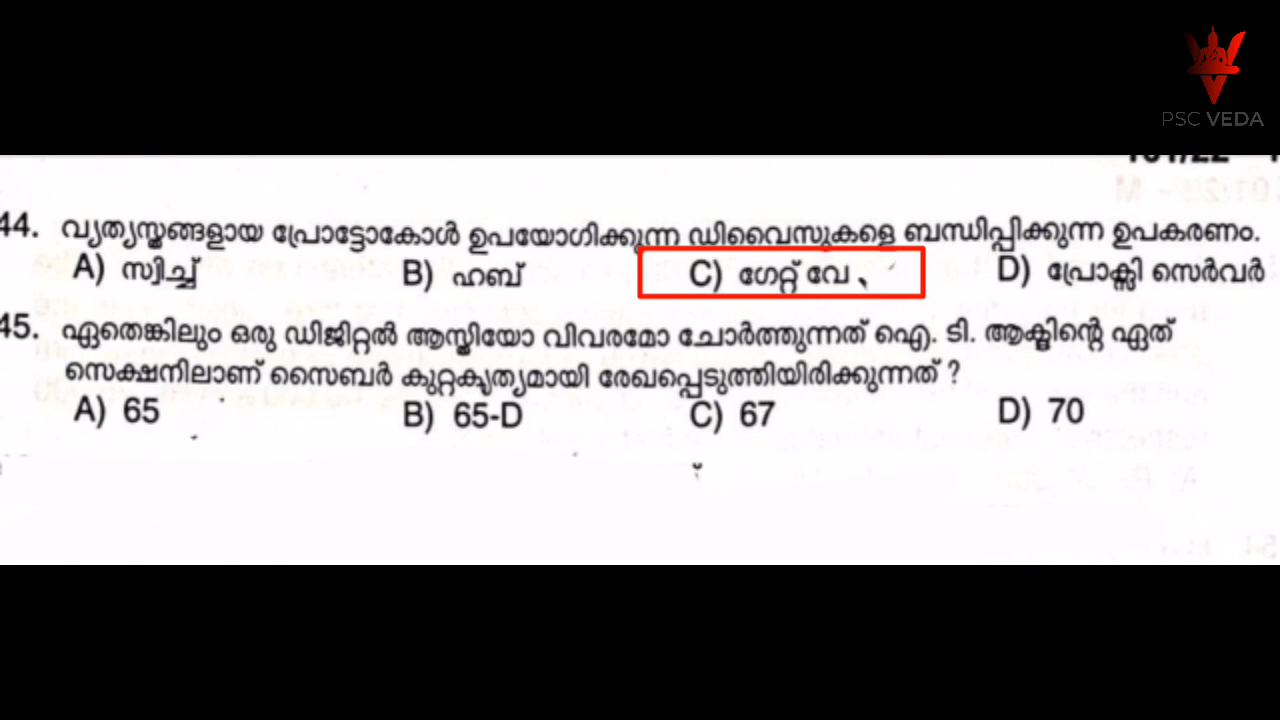 PSC VEDA
44. വ്യത്യസ്തങ്ങളായ പ്രോട്ടോകോൾ ഉപയോഗിക്കുന്ന ഡിവൈസുകളെ ബന്ധിപ്പിക്കുന്ന ഉപകരണം.
A) സ്വിച്ച് B) ഹബ് C) ഗേറ്റ് വേ D) പ്രോക്സി സെർവർ
45. ഏതെങ്കിലും ഒരു ഡിജിറ്റൽ ആസ്തിയോ വിവരമോ ചോർത്തുന്നത് ഐ. ടി. ആക്ടിന്റെ ഏത്
സെക്ഷനിലാണ് സൈബർ കുറ്റകൃത്യമായി രേഖപ്പെടുത്തിയിരിക്കുന്നത് ?
A) 65 B) 65-D C) 67 D) 70